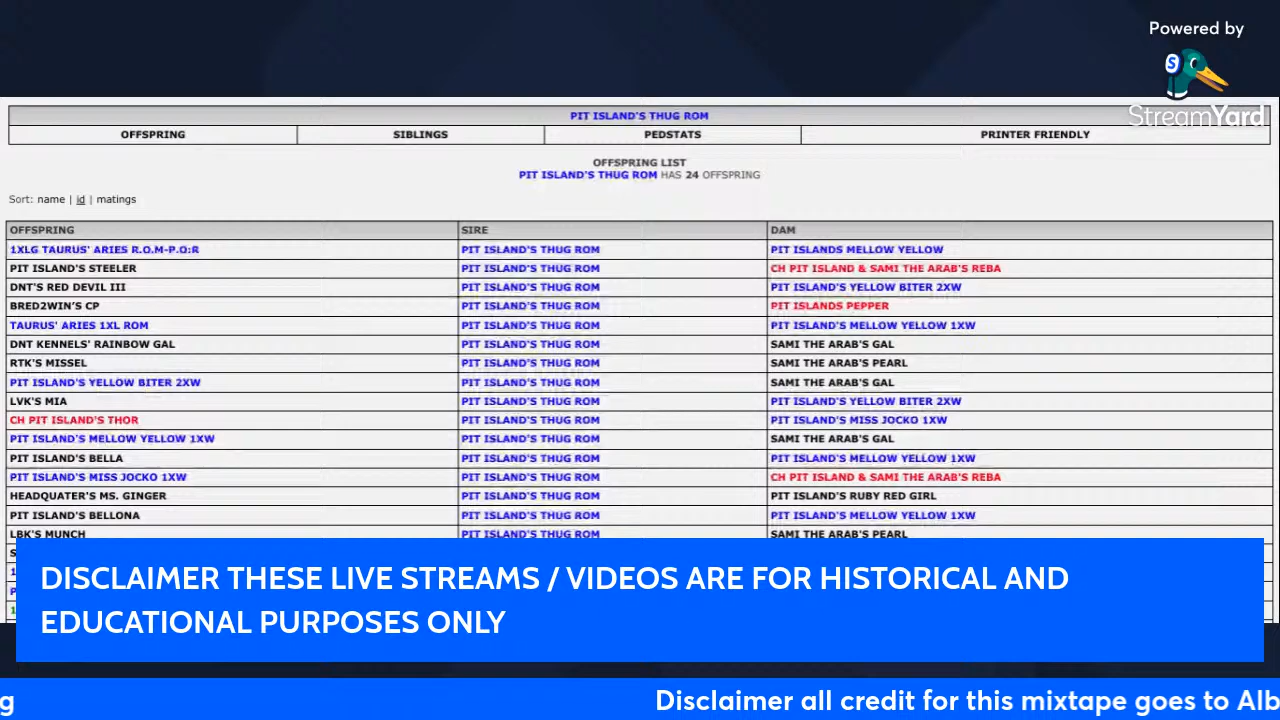 Powered by
StreamYard
PIT ISLAND'S THUG ROM
OFFSPRING SIBLINGS PEDSTATS PRINTER FRIENDLY
OFFSPRING LIST
PIT ISLAND'S THUG ROM HAS 24 OFFSPRING
Sort: name | id | matings
OFFSPRING SIRE DAM
1XLG TAURUS' ARIES R.O.M-P.O.R PIT ISLAND'S THUG ROM PIT ISLANDS MELLOW YELLOW
PIT ISLAND'S STEELER PIT ISLAND'S THUG ROM CH PIT ISLAND & SAMI THE ARAB'S REBA
DNT'S RED DEVIL III PIT ISLAND'S THUG ROM PIT ISLAND'S YELLOW BITER 2XW
BRED2WIN'S CP PIT ISLAND'S THUG ROM PIT ISLANDS PEPPER
TAURUS' ARIES 1XL ROM PIT ISLAND'S THUG ROM PIT ISLAND'S MELLOW YELLOW 1XW
DNT KENNELS' RAINBOW GAL PIT ISLAND'S THUG ROM SAMI THE ARAB'S GAL
RTK'S MISSEL PIT ISLAND'S THUG ROM SAMI THE ARAB'S PEARL
PIT ISLAND'S YELLOW BITER 2XW PIT ISLAND'S THUG ROM SAMI THE ARAB'S GAL
LVK'S MIA PIT ISLAND'S THUG ROM PIT ISLAND'S YELLOW BITER 2XW
CH PIT ISLAND'S THOR PIT ISLAND'S THUG ROM PIT ISLAND'S MISS JOCKO 1XW
PIT ISLAND'S MELLOW YELLOW 1XW PIT ISLAND'S THUG ROM SAMI THE ARAB'S GAL
PIT ISLAND'S BELLA PIT ISLAND'S THUG ROM PIT ISLAND'S MELLOW YELLOW 1XW
PIT ISLAND'S MISS JOCKO 1XW PIT ISLAND'S THUG ROM CH PIT ISLAND & SAMI THE ARAB'S REBA
HEADQUATER'S MS. GINGER PIT ISLAND'S THUG ROM PIT ISLAND'S RUBY RED GIRL
PIT ISLAND'S BELLONA PIT ISLAND'S THUG ROM PIT ISLAND'S MELLOW YELLOW 1XW
LBK'S MUNCH PIT ISLAND'S THUG ROM SAMI THE ARAB'S PEARL
DISCLAIMER THESE LIVE STREAMS / VIDEOS ARE FOR HISTORICAL AND
EDUCATIONAL PURPOSES ONLY
g Disclaimer all credit for this mixtape goes to Alb